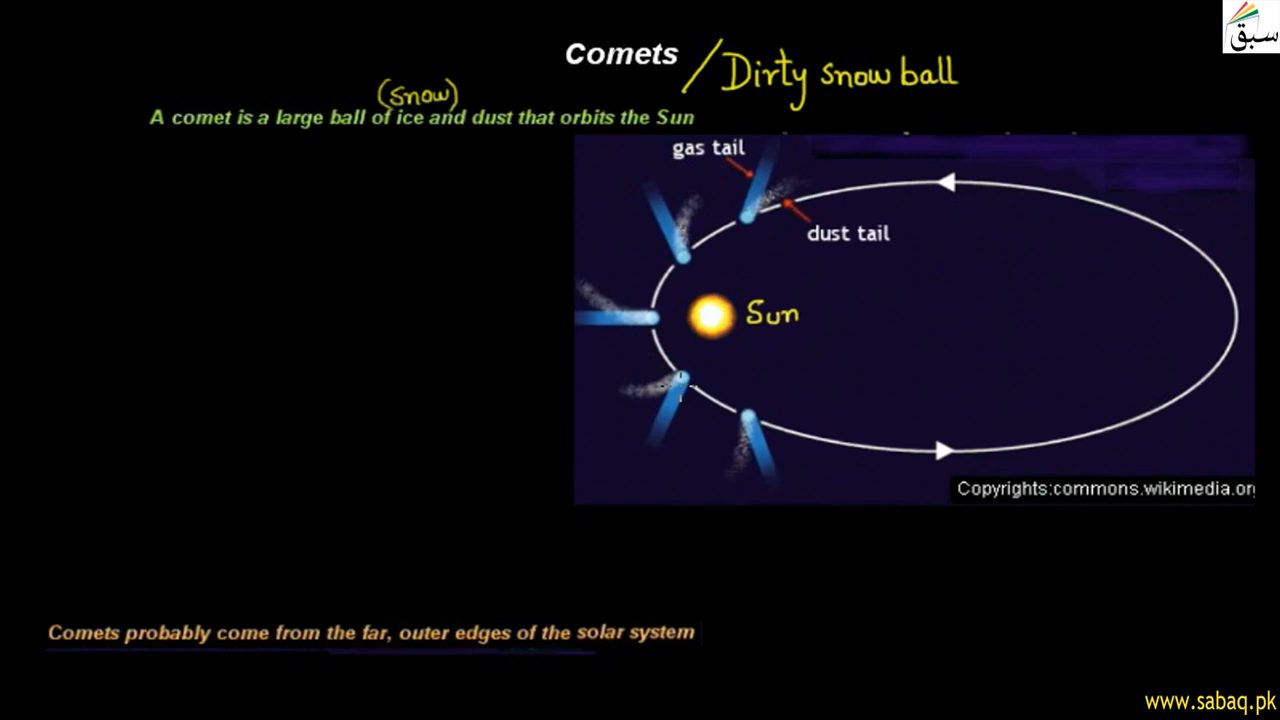 سبق
Comets / Dirty snow ball
(snow)
A comet is a large ball of ice and dust that orbits the Sun
gas tail
dust tail
Sun
Copyrights:commons.wikimedia.or
Comets probably come from the far, outer edges of the solar system
www.sabaq.pk